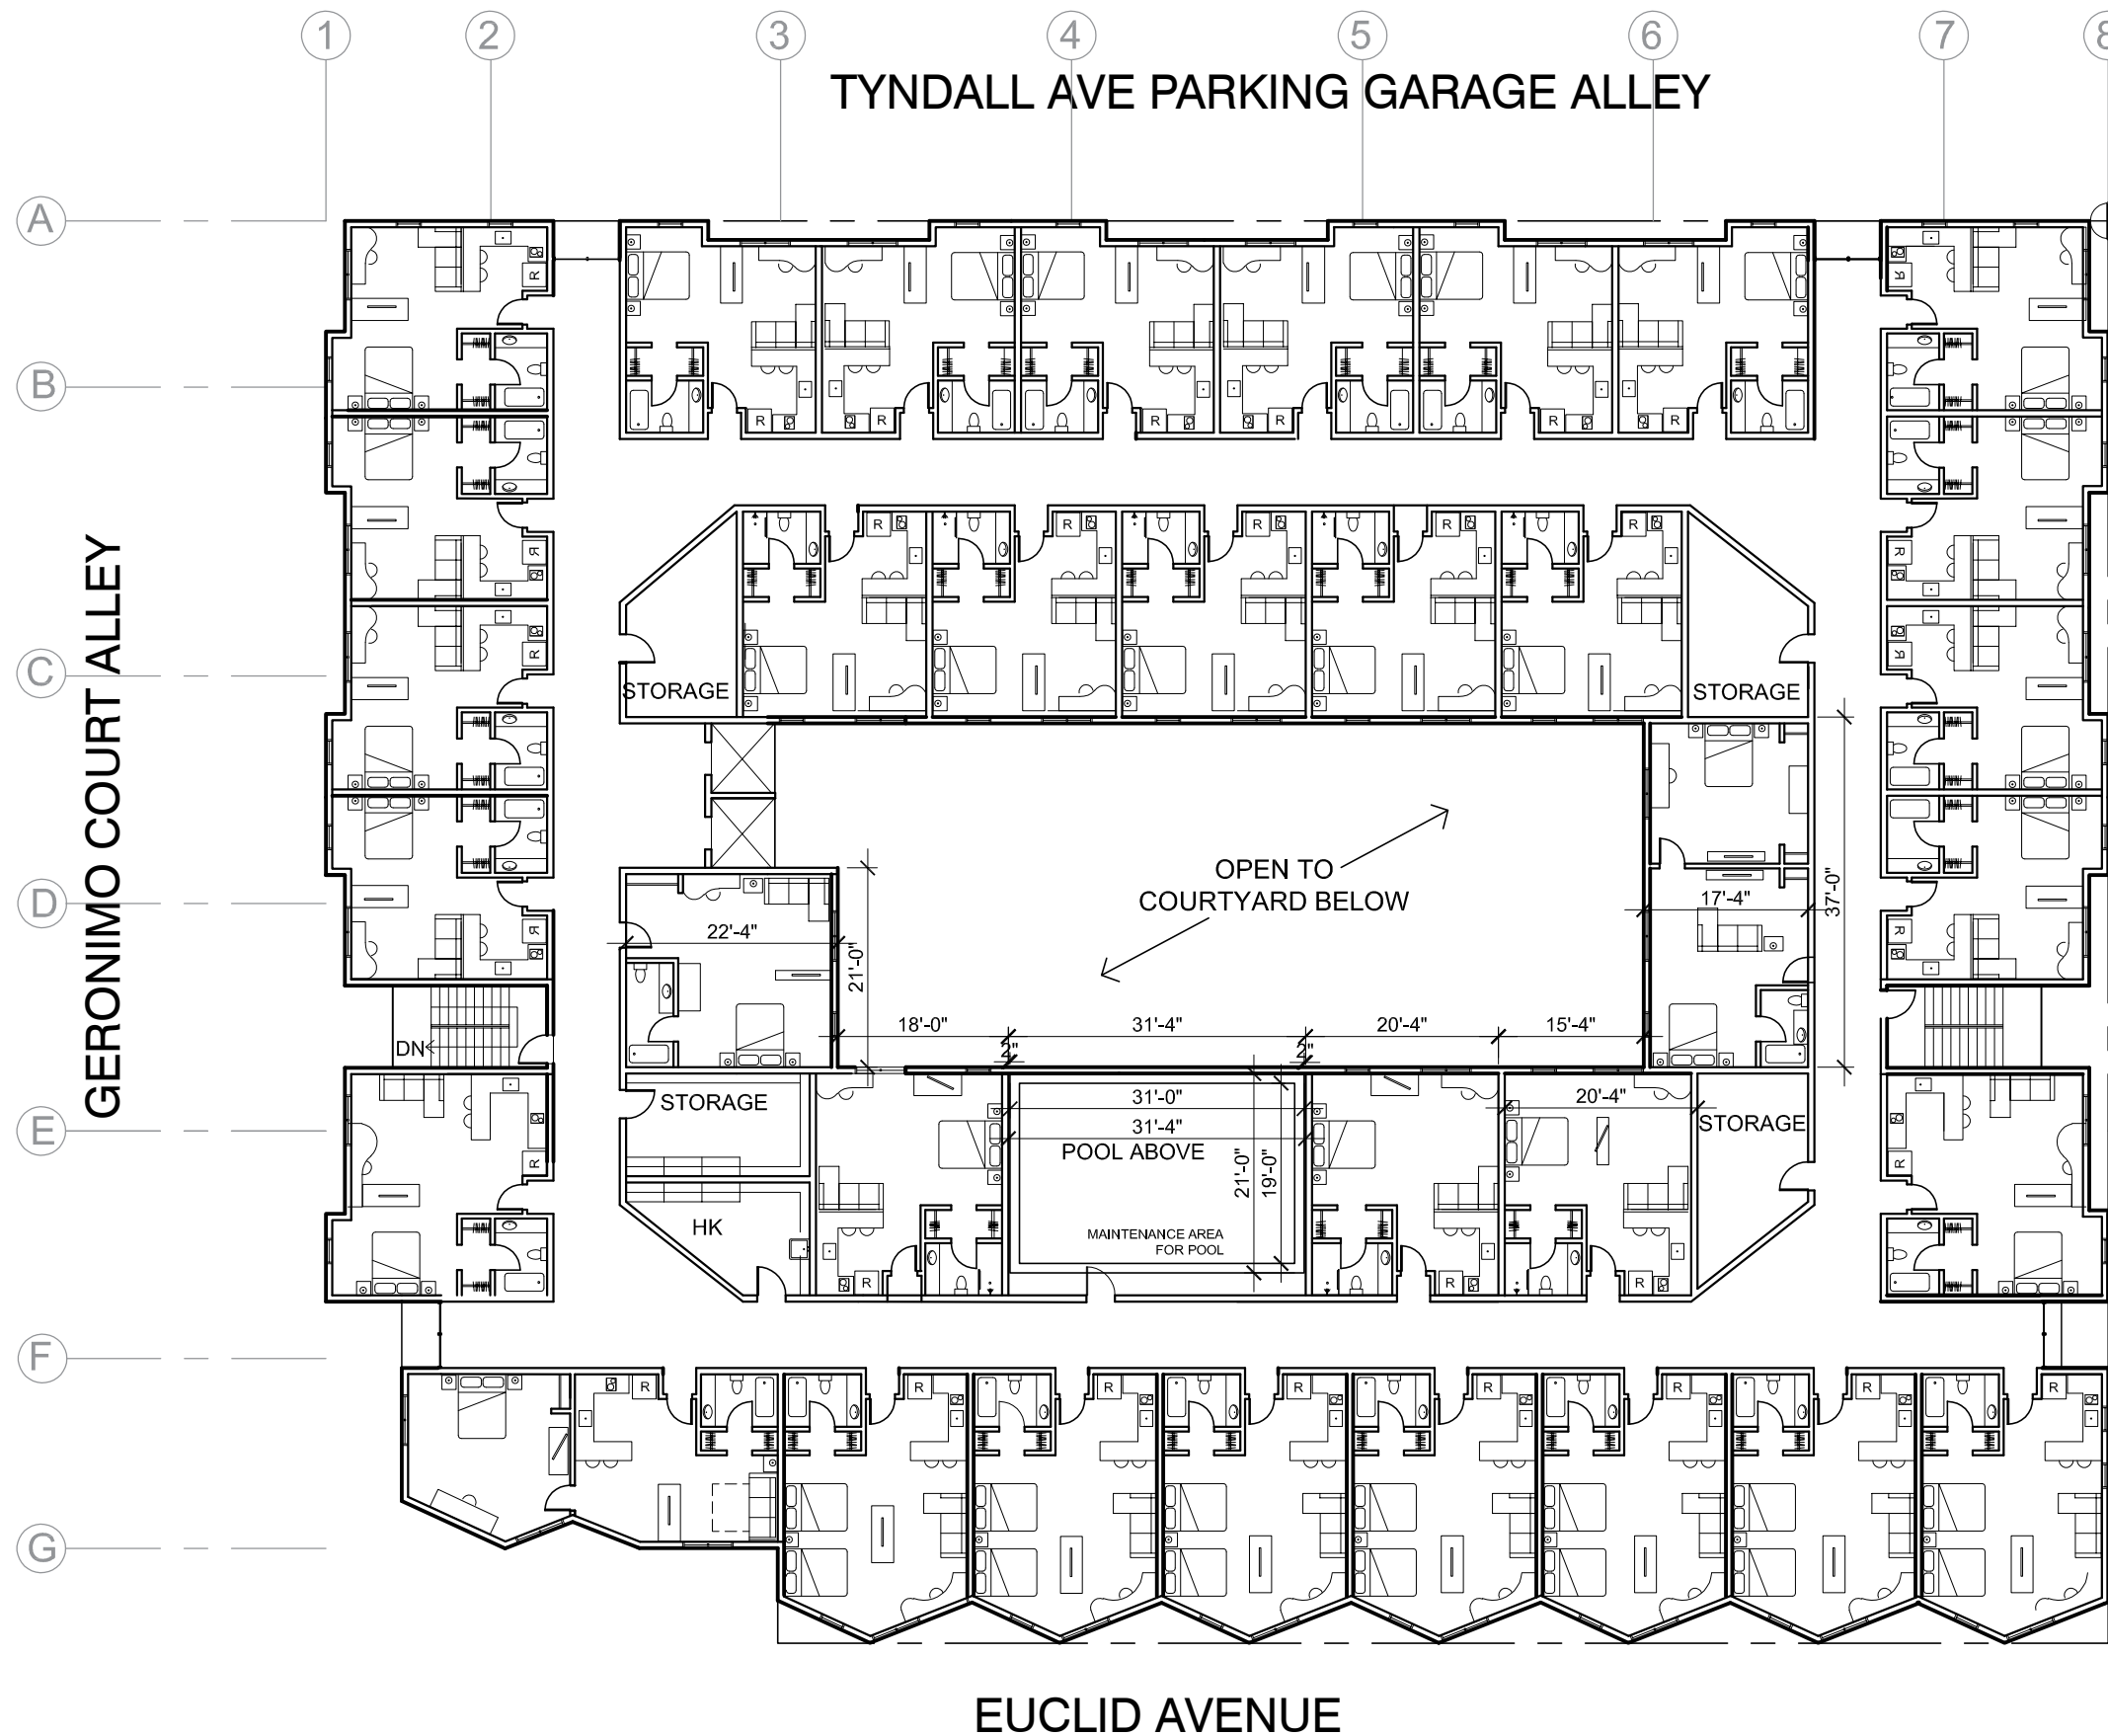 1 2 3 4 5 6 7 8
TYNDALL AVE PARKING GARAGE ALLEY
A
B
C
D
E
F
G
GERONIMO COURT ALLEY
R
R R R R R R
R
R R R R R
R
R
STORAGE
STORAGE
R
R
OPEN TO
COURTYARD BELOW
17'-4"
37'-0"
22'-4"
21'-0"
R
R
18'-0" 31'-4" 20'-4" 15'-4"
2" 2"
DN
STORAGE
31'-0"
31'-4"
POOL ABOVE
21'-0"
19'-0"
20'-4"
STORAGE
R
R
HK
MAINTENANCE AREA
FOR POOL
R R R
R R R R R R R R
EUCLID AVENUE